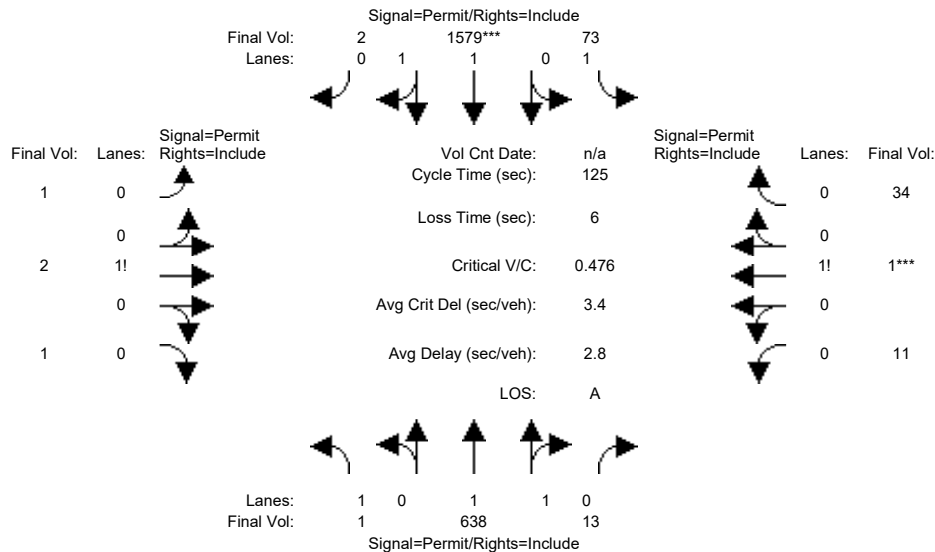 Signal=Permit/Rights=Include
Final Vol: 2 1579*** 73
Lanes: 0 1 1 0 1
Signal=Permit Signal=Permit
Final Vol: Lanes: Rights=Include Vol Cnt Date: n/a Rights=Include Lanes: Final Vol:
Cycle Time (sec): 125
1 0 0 34
Loss Time (sec): 6
0 0
2 1! Critical V/C: 0.476 1! 1***
0 Avg Crit Del (sec/veh): 3.4 0
1 0 Avg Delay (sec/veh): 2.8 0 11
LOS: A
Lanes: 1 0 1 1 0
Final Vol: 1 638 13
Signal=Permit/Rights=Include